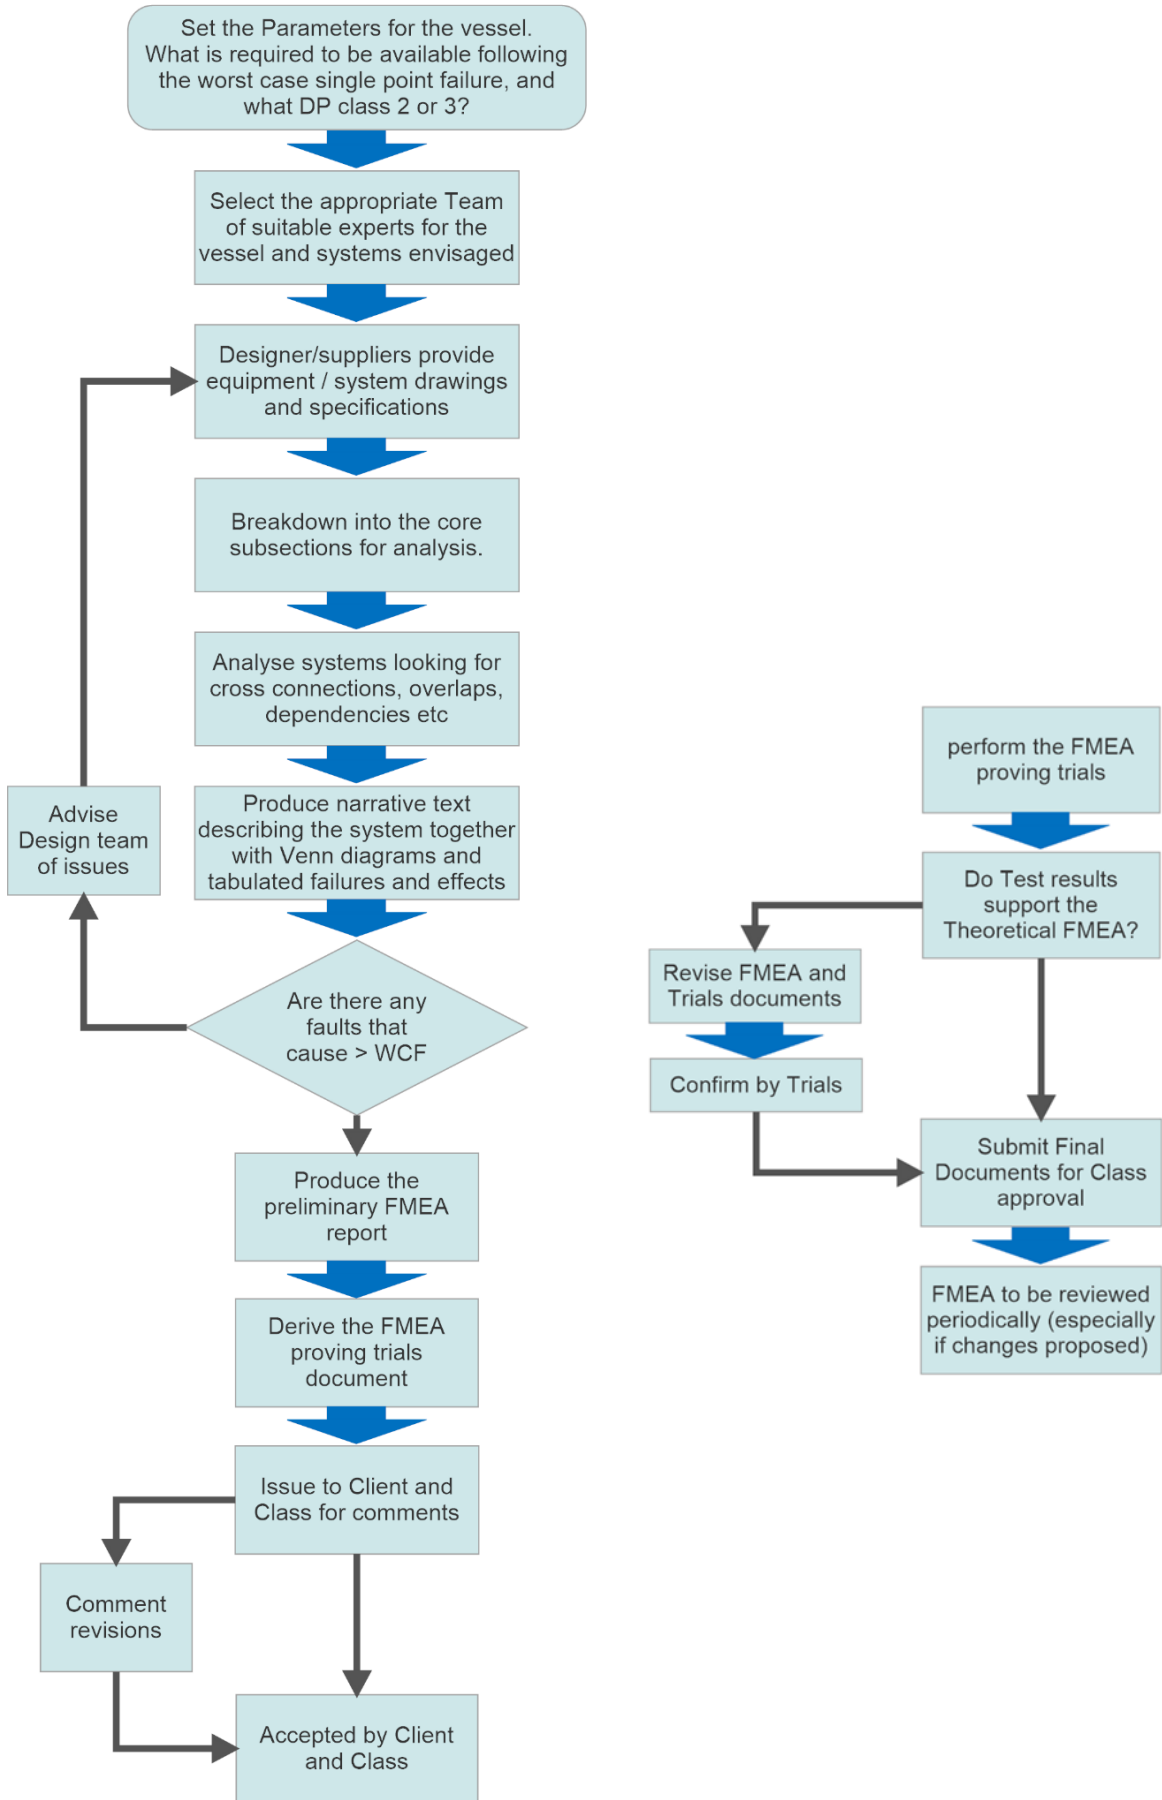 Set the Parameters for the vessel.
What is required to be available following
the worst case single point failure, and
what DP class 2 or 3?
Select the appropriate Team
of suitable experts for the
vessel and systems envisaged
Designer/suppliers provide
equipment / system drawings
and specifications
Breakdown into the core
subsections for analysis.
Analyse systems looking for
cross connections, overlaps,
dependencies etc
Produce narrative text
describing the system together
with Venn diagrams and
tabulated failures and effects
Advise
Design team
of issues
Are there any
faults that
cause > WCF
Produce the
preliminary FMEA
report
Derive the FMEA
proving trials
document
Issue to Client and
Class for comments
Comment
revisions
Accepted by Client
and Class
perform the FMEA
proving trials
Do Test results
support the
Theoretical FMEA?
Revise FMEA and
Trials documents
Confirm by Trials
Submit Final
Documents for Class
approval
FMEA to be reviewed
periodically (especially
if changes proposed)